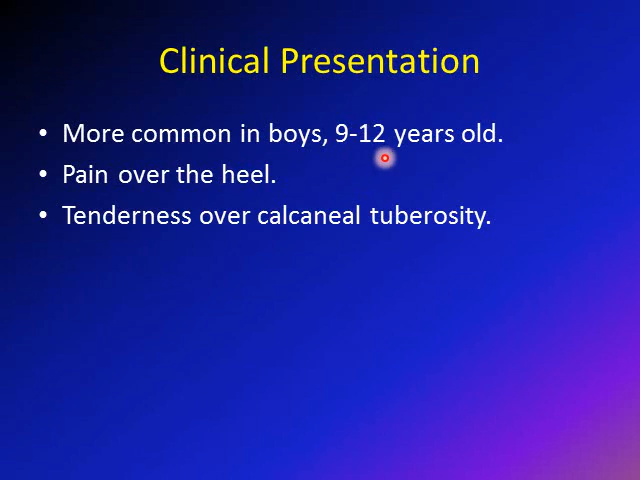 Clinical Presentation
• More common in boys, 9-12 years old.
• Pain over the heel.
• Tenderness over calcaneal tuberosity.